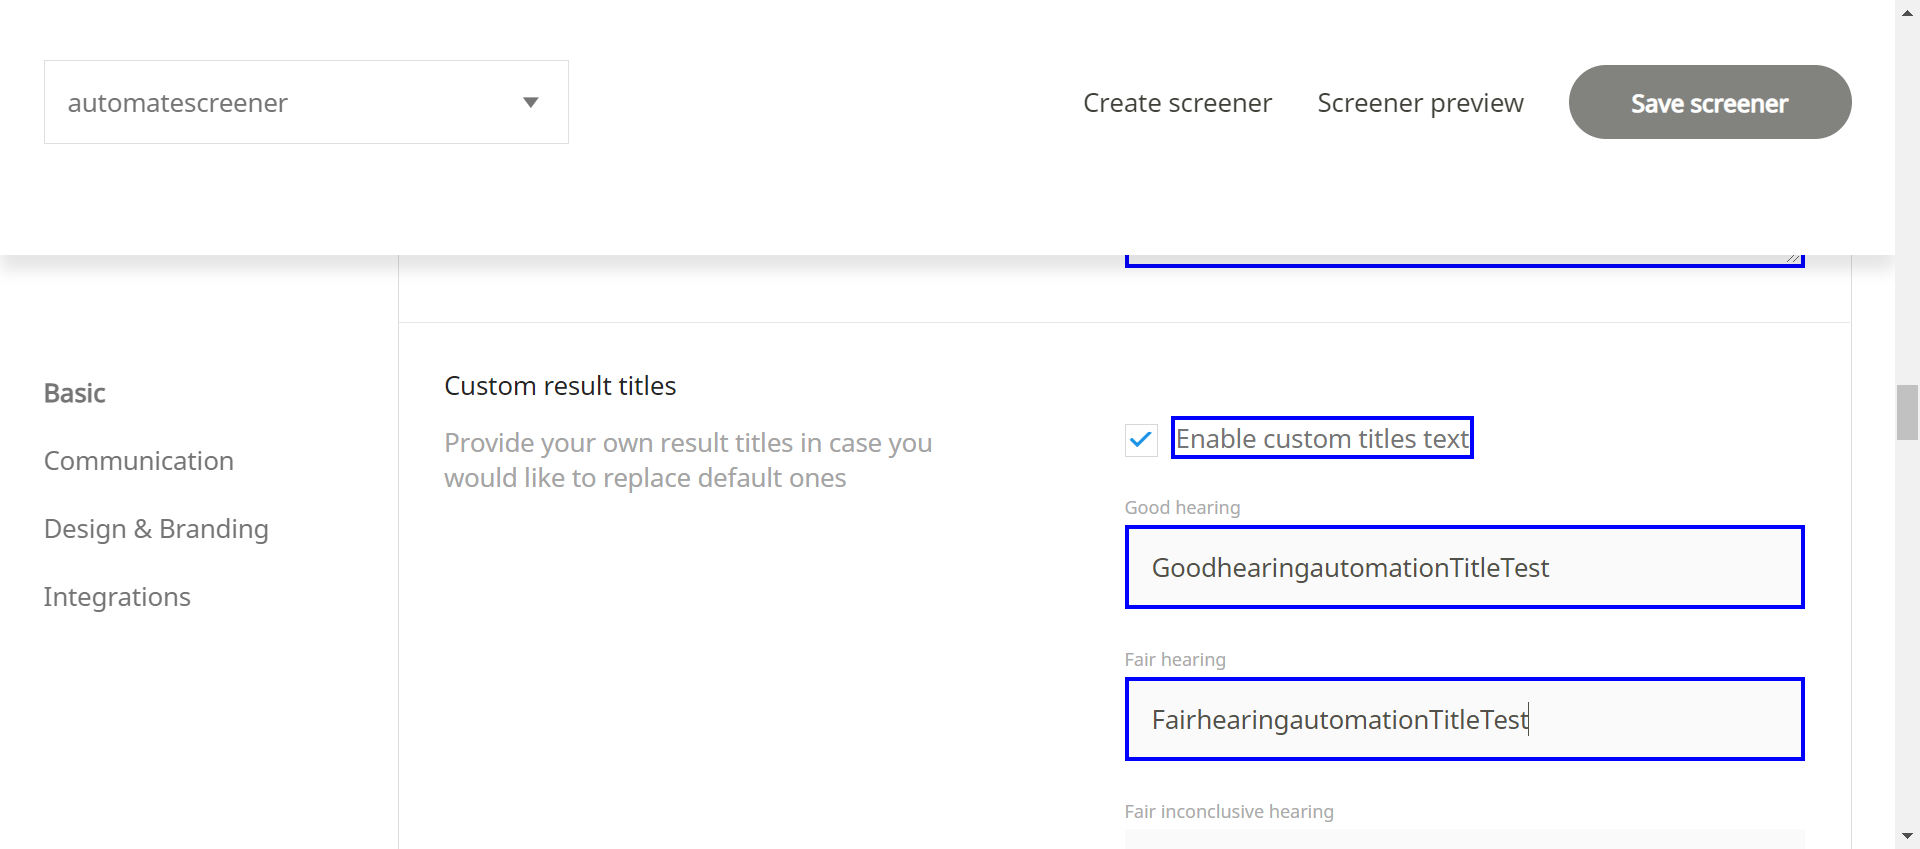 automatescreener
Create screener
Screener preview
Save screener
Basic
Communication
Design & Branding
Integrations
Custom result titles
Provide your own result titles in case you
would like to replace default ones
Enable custom titles text
Good hearing
GoodhearingautomationTitleTest
Fair hearing
FairhearingautomationTitleTest
Fair inconclusive hearing